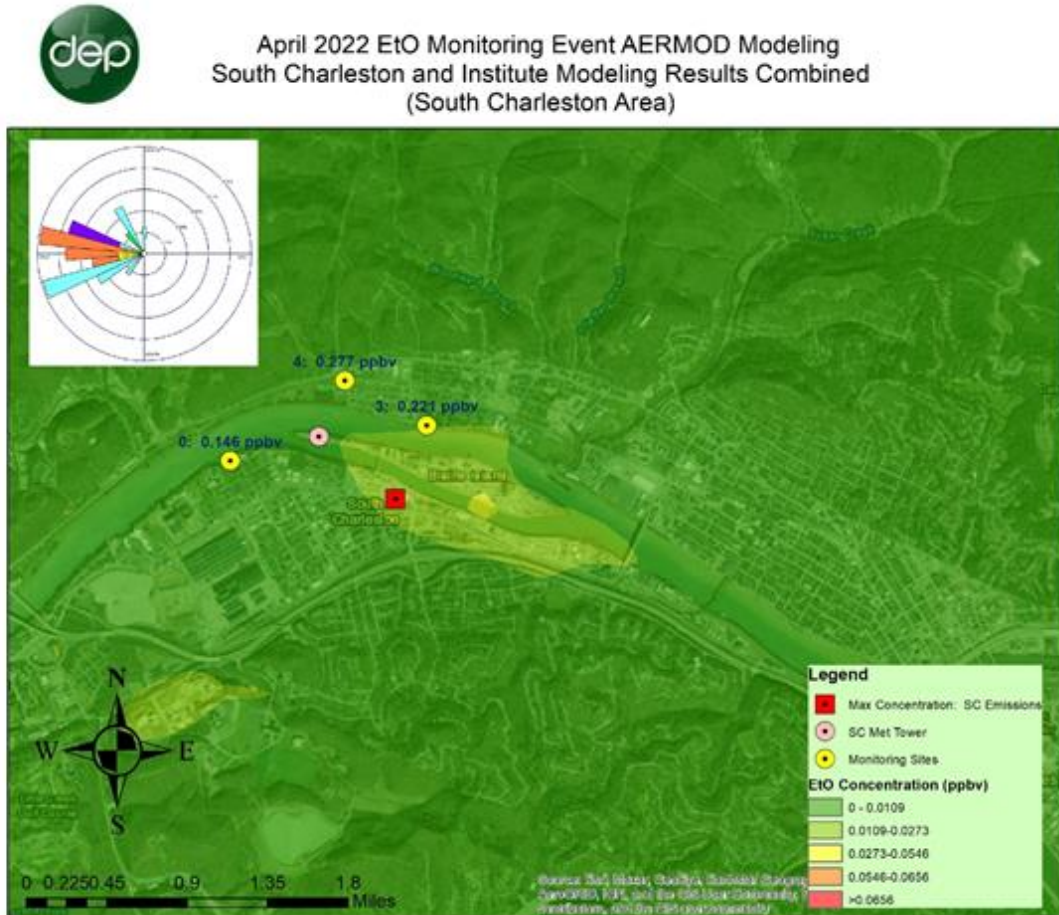 dep
April 2022 EtO Monitoring Event AERMOD Modeling
South Charleston and Institute Modeling Results Combined
(South Charleston Area)
4: 0.277 ppbv
3: 0.221 ppbv
0: 0.146 ppbv
South
Charleston
N
W E
S
0 0.225 0.45 0.9 1.35 1.8
Miles
Legend
Max Concentration: SC Emissions
SC Met Tower
Monitoring Sites
EtO Concentration (ppbv)
0 - 0.0109
0.0109-0.0273
0.0273-0.0546
0.0546-0.0656
>0.0656